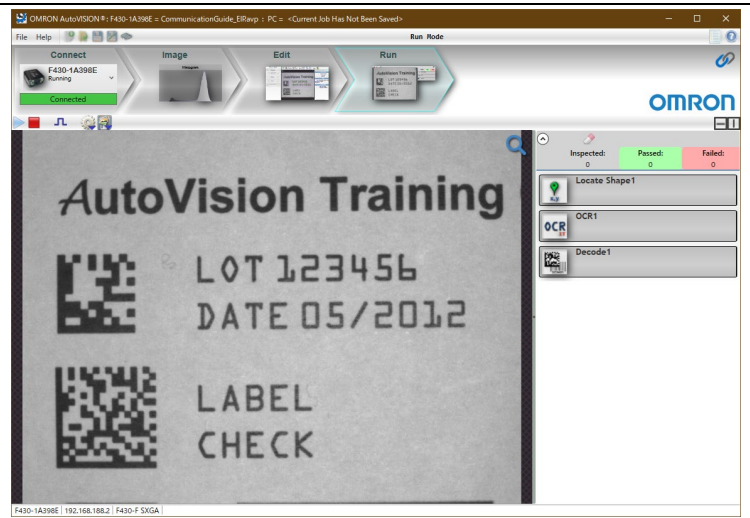 OMRON AutoVISION®: F430-1A398E = CommunicationGuide_EIRavp : PC = <Current Job Has Not Been Saved>
File Help Run Mode
Connect Image Edit Run
F430-1A398E
Running
Connected
OMRON
Inspected: Passed: Failed:
0 0 0
Locate Shape1
OCR1
Decode1
AutoVision Training
LOT 123456
DATE 05/2012
LABEL
CHECK
F430-1A398E 192.168.188.2 F430-F SXGA